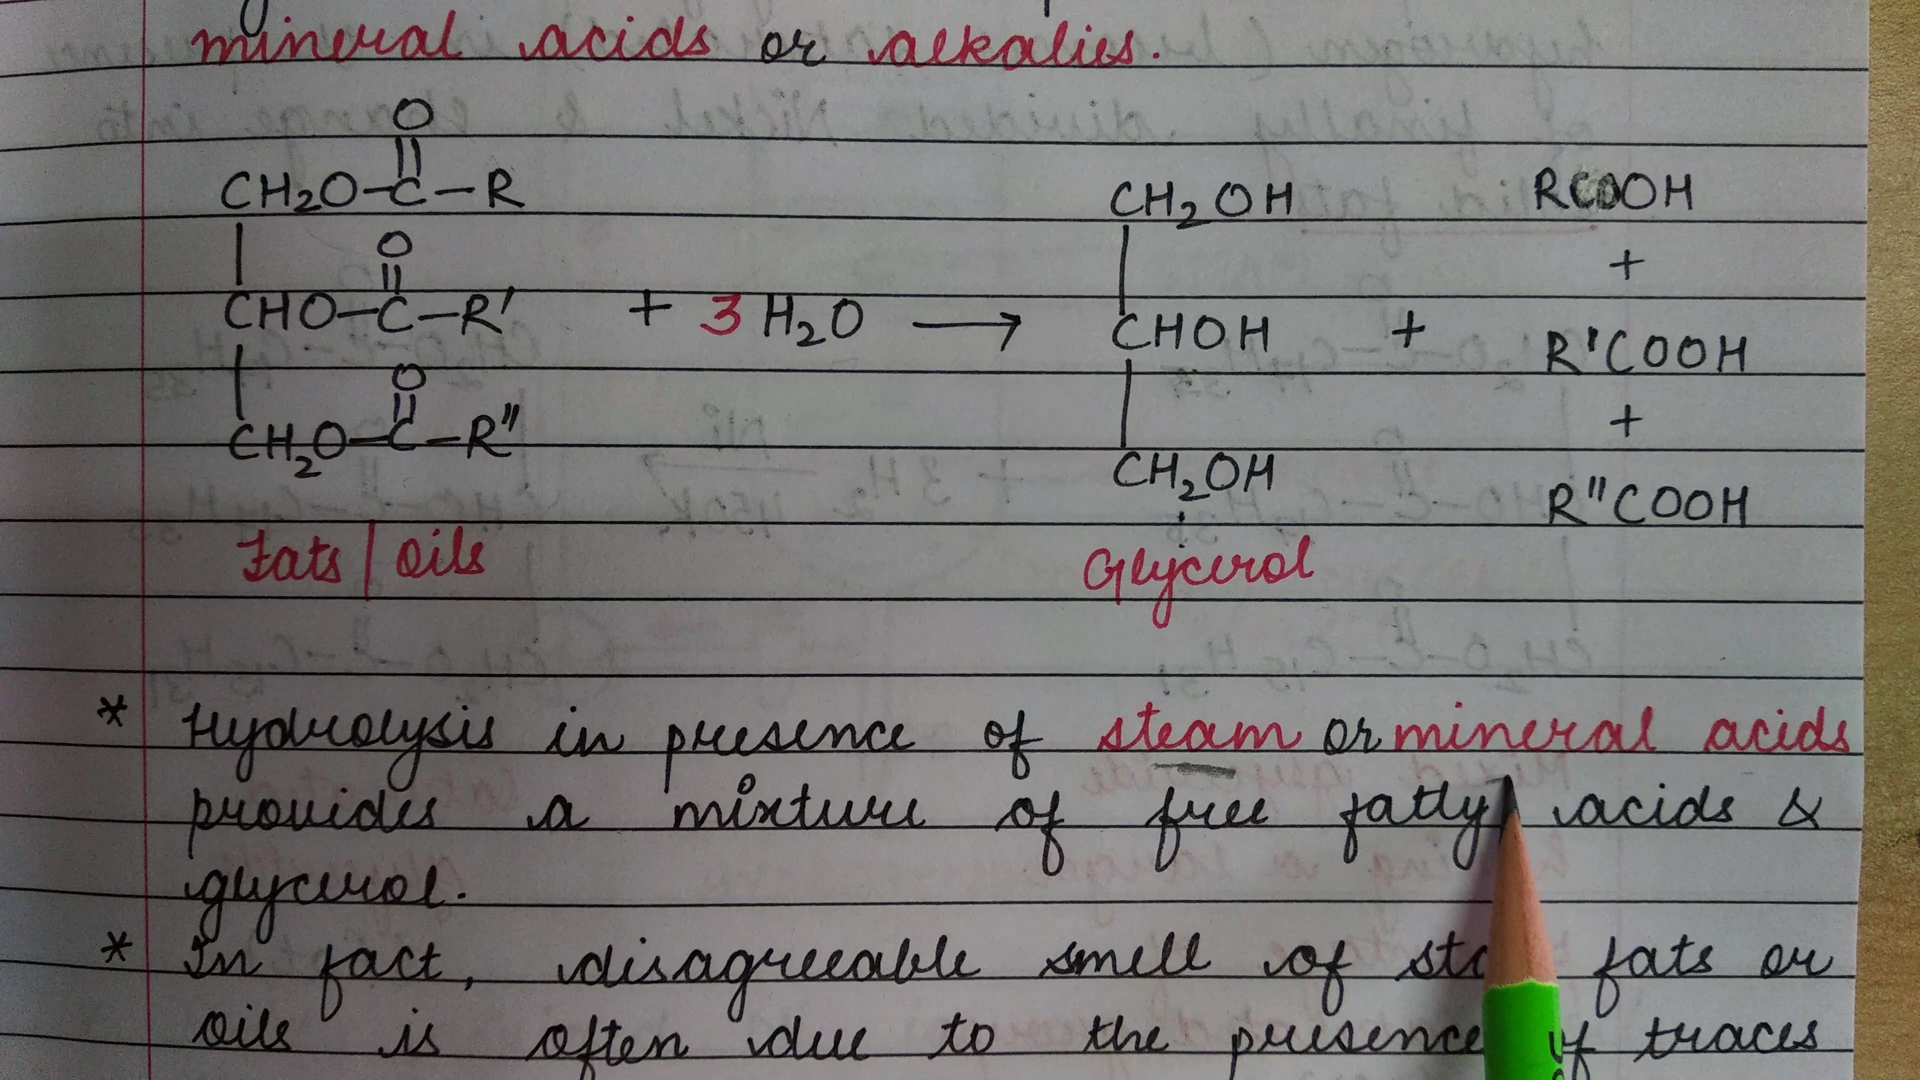 mineral acids or alkalies.
O
||
CH₂O–C–R
CH₂OH
RCOOH
|
O
||
|
+
CHO–C–R'
+ 3 H₂O ⟶
CHOH
+
R'COOH
|
O
||
|
+
CH₂O–C–R"
CH₂OH
R"COOH
Fats | oils
Glycerol
* Hydrolysis in presence of steam or mineral acids
provides a mixture of free fatty acids &
glycerol.
* In fact, disagreeable smell of fats or
oils is often due to the presence of traces